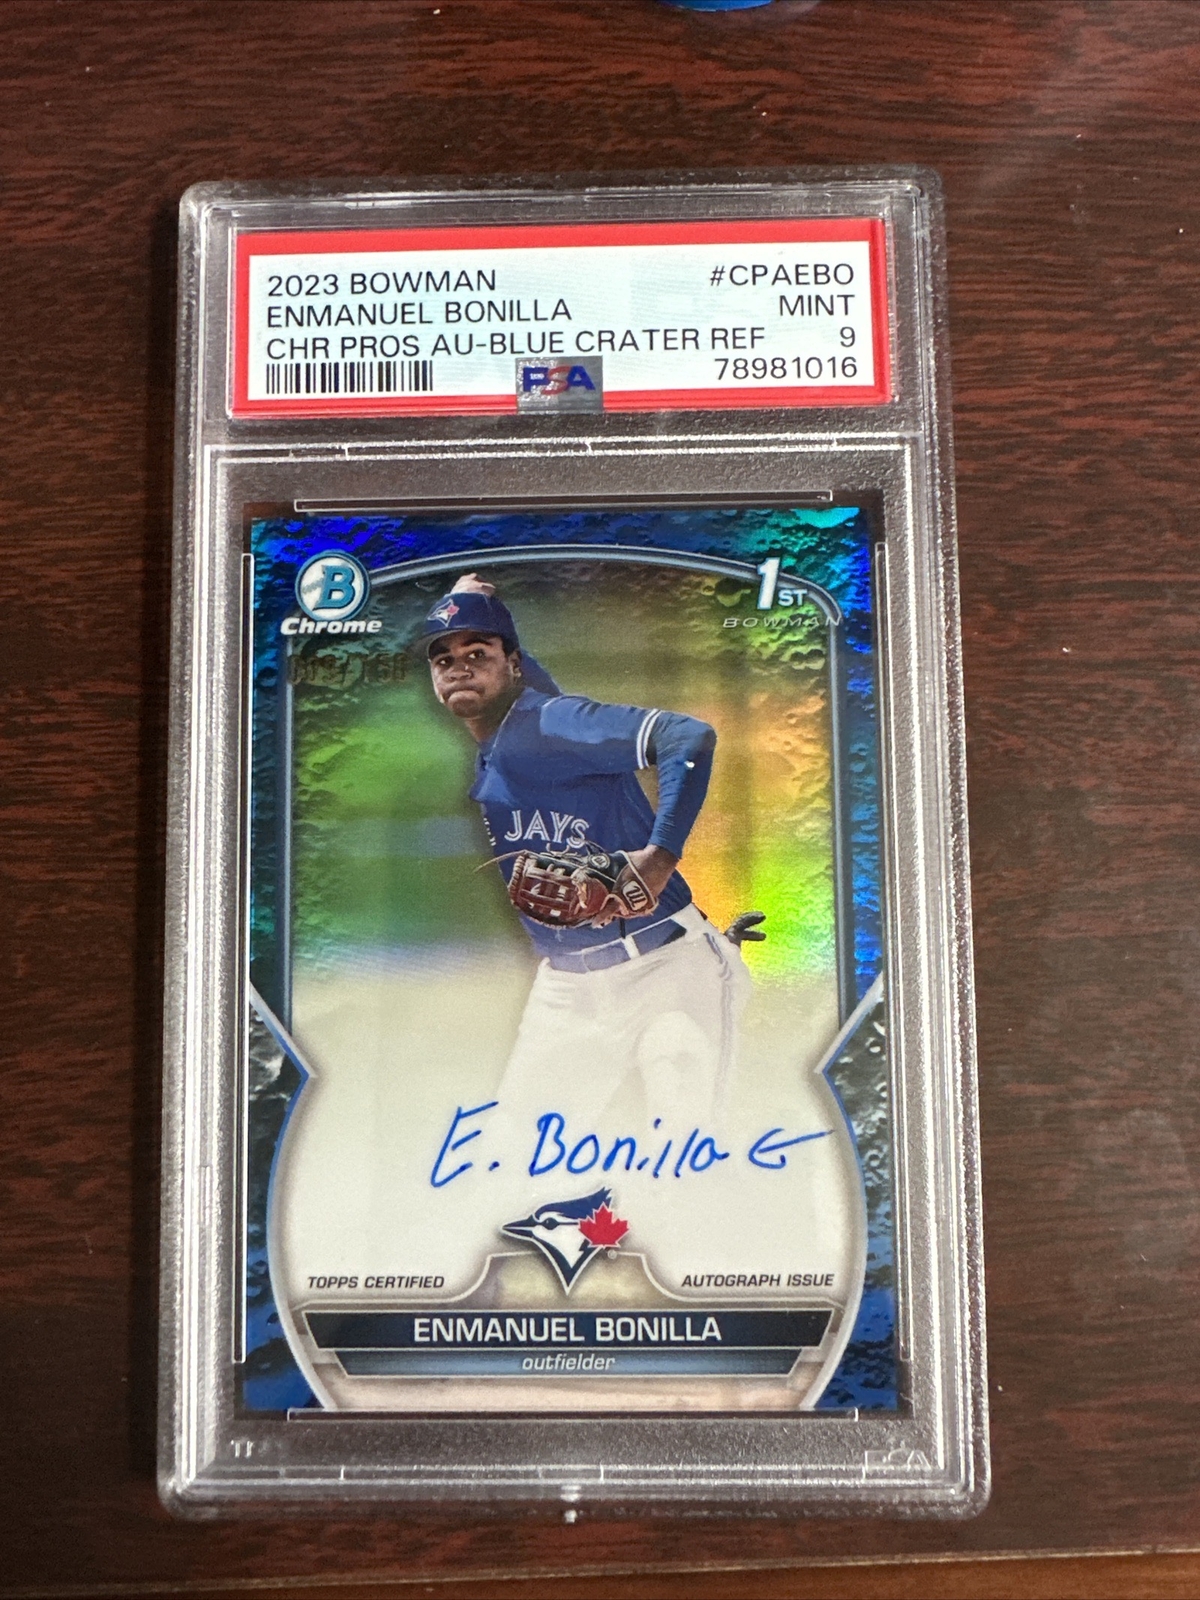 2023 BOWMAN #CPAEBO
ENMANUEL BONILLA MINT
CHR PROS AU-BLUE CRATER REF 9
78981016
PSA
B
Chrome
1ST
BOWMAN
JAYS
E. Bonilla
TOPPS CERTIFIED
AUTOGRAPH ISSUE
ENMANUEL BONILLA
outfielder
PSA